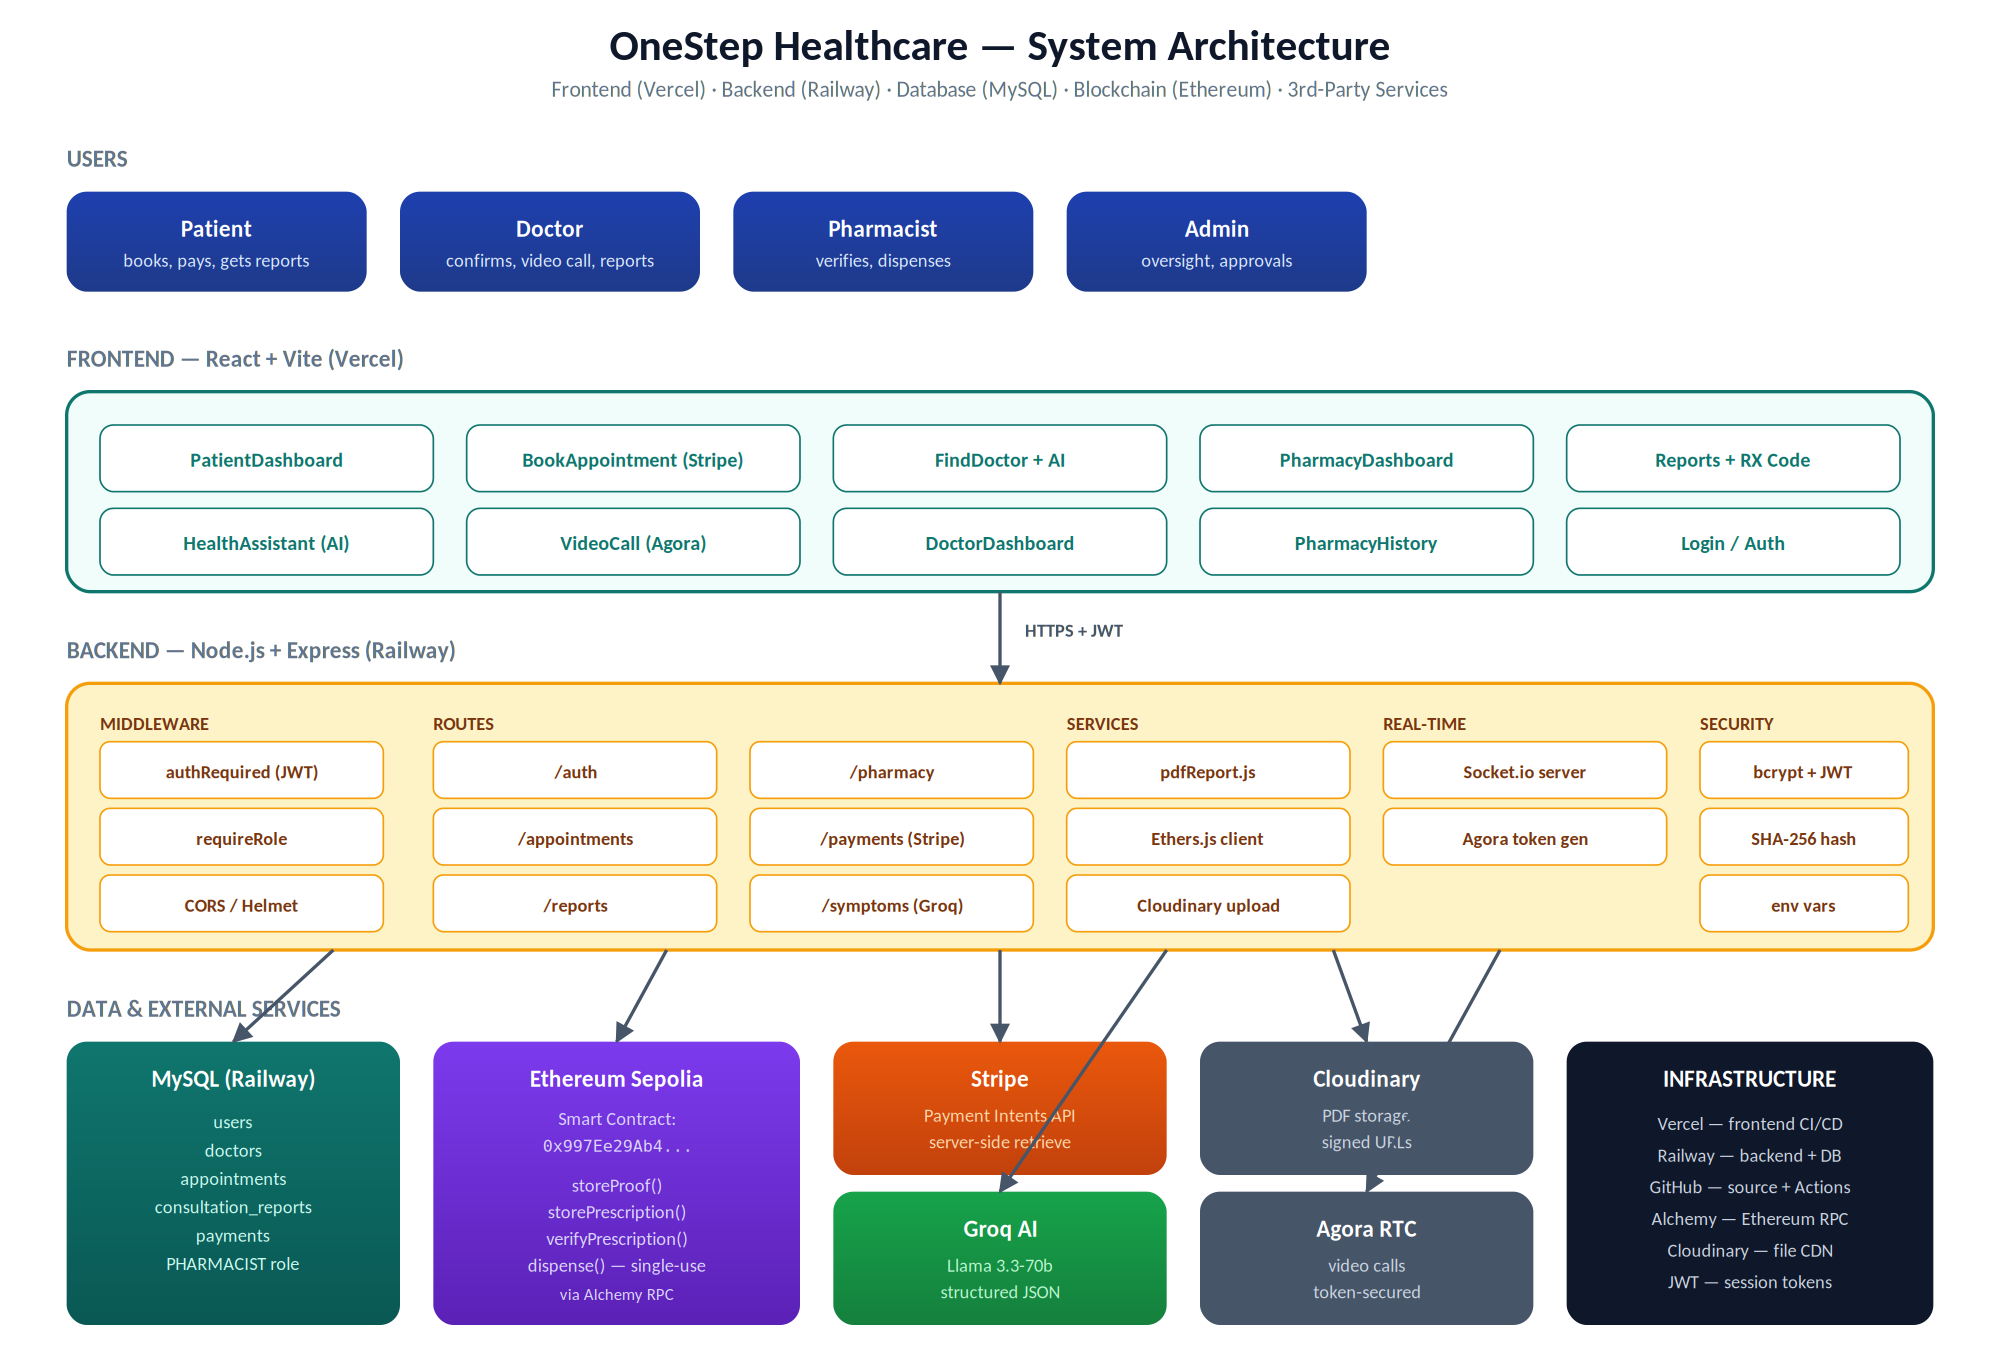 OneStep Healthcare — System Architecture
Frontend (Vercel) · Backend (Railway) · Database (MySQL) · Blockchain (Ethereum) · 3rd-Party Services
USERS
Patient
books, pays, gets reports
Doctor
confirms, video call, reports
Pharmacist
verifies, dispenses
Admin
oversight, approvals
FRONTEND — React + Vite (Vercel)
PatientDashboard
BookAppointment (Stripe)
FindDoctor + AI
PharmacyDashboard
Reports + RX Code
HealthAssistant (AI)
VideoCall (Agora)
DoctorDashboard
PharmacyHistory
Login / Auth
HTTPS + JWT
BACKEND — Node.js + Express (Railway)
MIDDLEWARE
authRequired (JWT)
requireRole
CORS / Helmet
ROUTES
/auth
/appointments
/reports
/pharmacy
/payments (Stripe)
/symptoms (Groq)
SERVICES
pdfReport.js
Ethers.js client
Cloudinary upload
REAL-TIME
Socket.io server
Agora token gen
SECURITY
bcrypt + JWT
SHA-256 hash
env vars
DATA & EXTERNAL SERVICES
MySQL (Railway)
users
doctors
appointments
consultation_reports
payments
PHARMACIST role
Ethereum Sepolia
Smart Contract:
0x997Ee29Ab4...
storeProof()
storePrescription()
verifyPrescription()
dispense() — single-use
via Alchemy RPC
Stripe
Payment Intents API
server-side retrieve
Groq AI
Llama 3.3-70b
structured JSON
Cloudinary
PDF storage,
signed URLs
Agora RTC
video calls
token-secured
INFRASTRUCTURE
Vercel — frontend CI/CD
Railway — backend + DB
GitHub — source + Actions
Alchemy — Ethereum RPC
Cloudinary — file CDN
JWT — session tokens